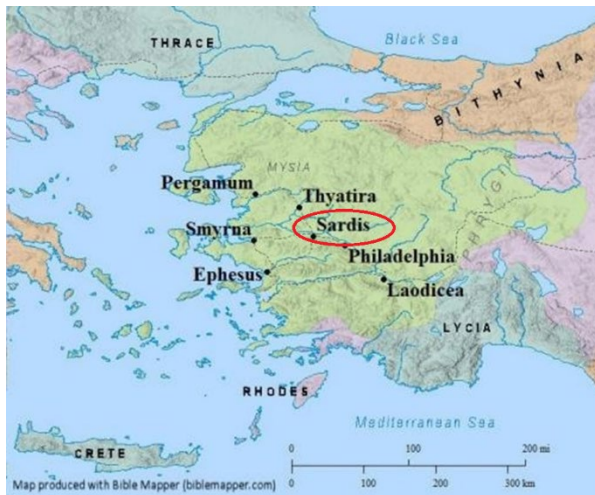 THRACE
Black Sea
BITHYNIA
MYSIA
Pergamum
Thyatira
Sardis
Smyrna
PHRYGI
Philadelphia
Ephesus
Laodicea
LYCIA
RHODES
Mediterranean Sea
CRETE
0 100 200 mi
0 100 200 300 km
Map produced with Bible Mapper (biblemapper.com)